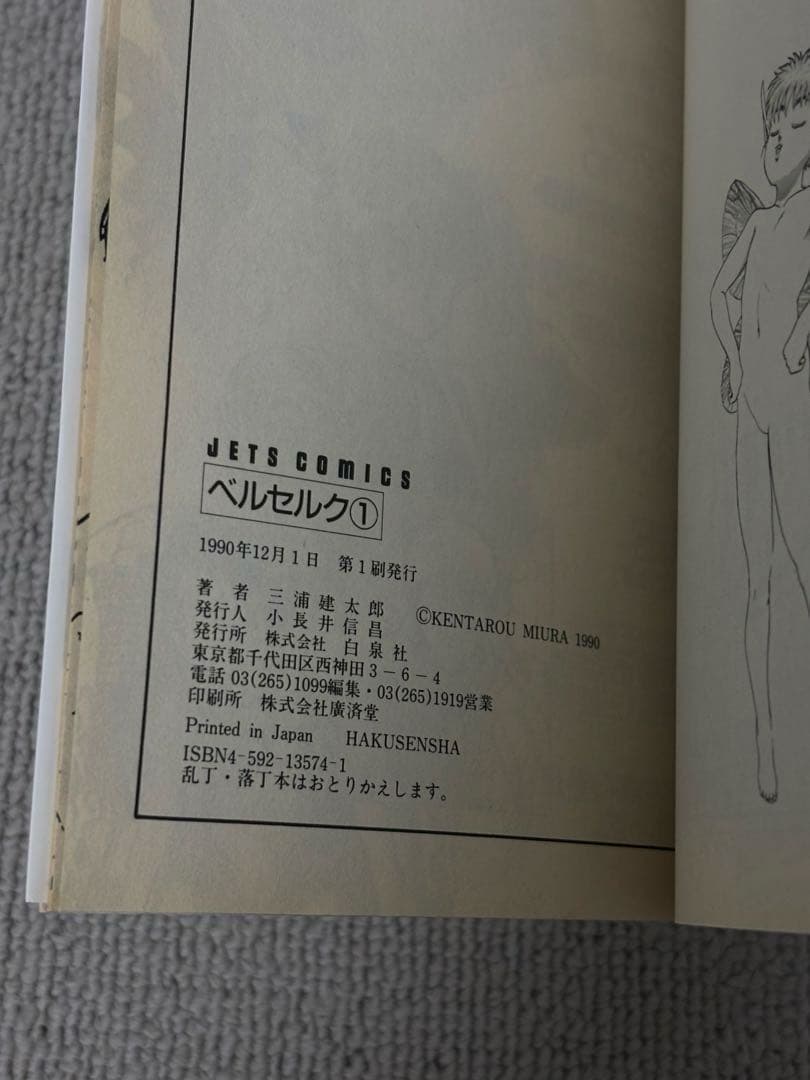 JETS COMICS
ベルセルク①
1990年12月1日 第1刷発行
著者 三浦建太郎 ©KENTAROU MIURA 1990
発行人 小長井信昌
発行所 株式会社 白泉社
東京都千代田区西神田3-6-4
電話 03(265)1099編集・03(265)1919営業
印刷所 株式会社廣済堂
Printed in Japan HAKUSENSHA
ISBN4-592-13574-1
乱丁・落丁本はおとりかえします。